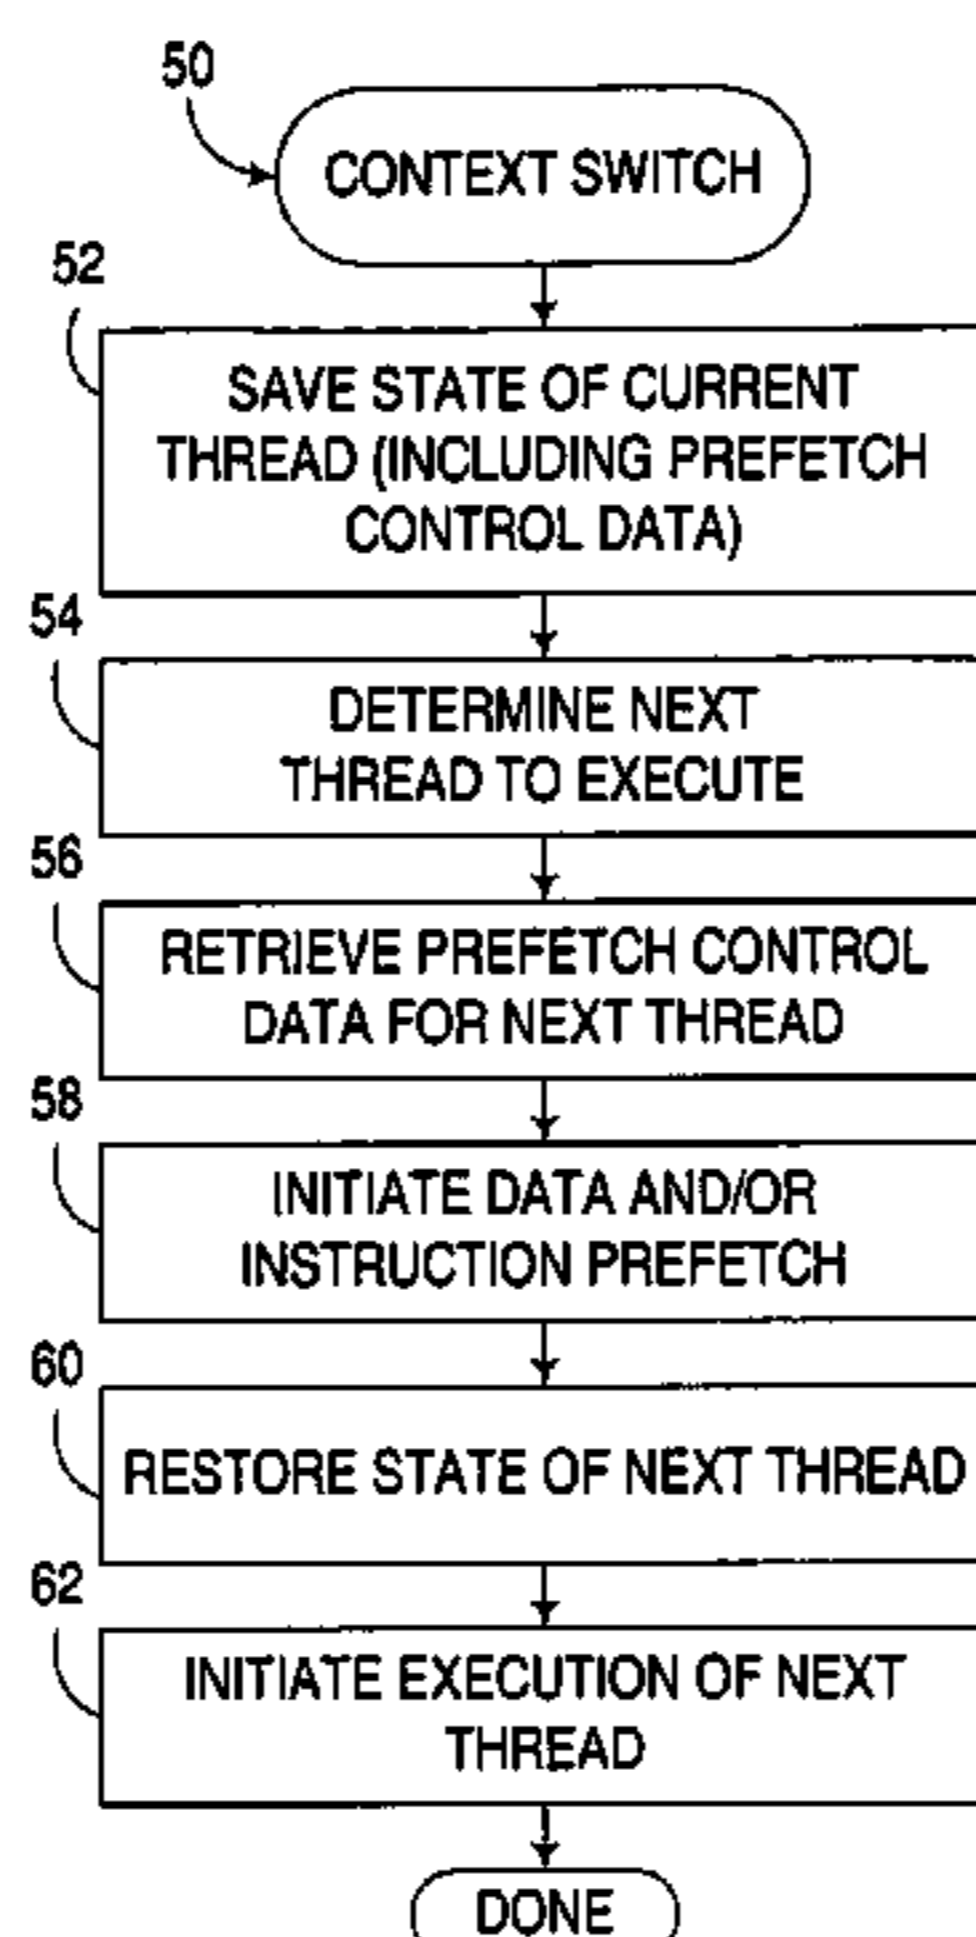 50
CONTEXT SWITCH
52
SAVE STATE OF CURRENT
THREAD (INCLUDING PREFETCH
CONTROL DATA)
54
DETERMINE NEXT
THREAD TO EXECUTE
56
RETRIEVE PREFETCH CONTROL
DATA FOR NEXT THREAD
58
INITIATE DATA AND/OR
INSTRUCTION PREFETCH
60
RESTORE STATE OF NEXT THREAD
62
INITIATE EXECUTION OF NEXT
THREAD
DONE